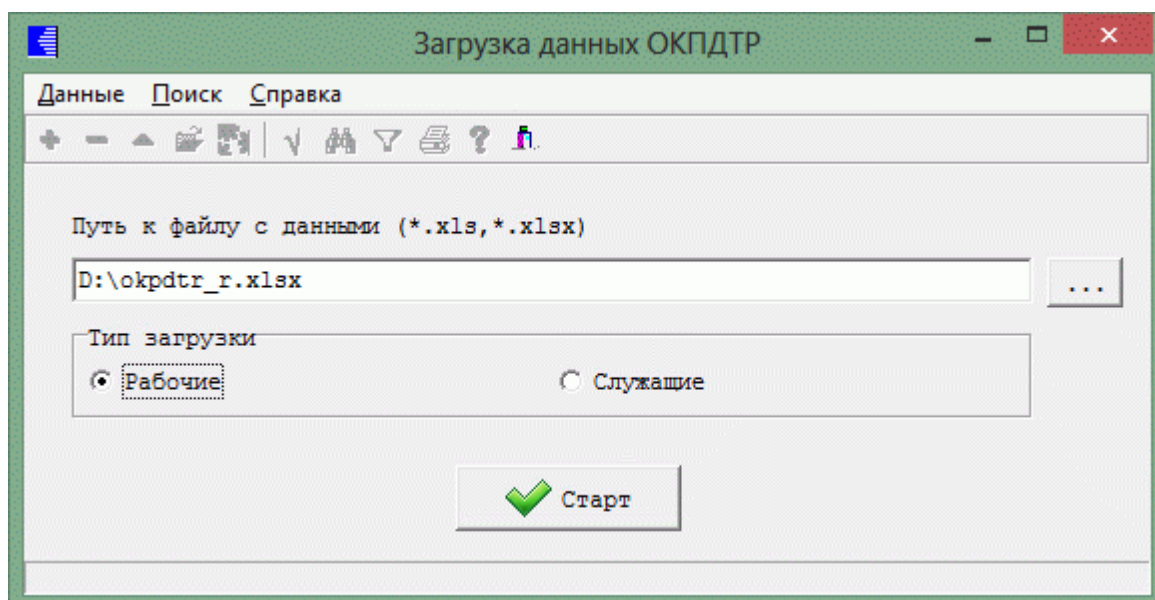 Загрузка данных ОКПДТР
Данные Поиск Справка
Путь к файлу с данными (*.xls,*.xlsx)
D:\okpdtr_r.xlsx
...
Тип загрузки
Рабочие Служащие
Старт